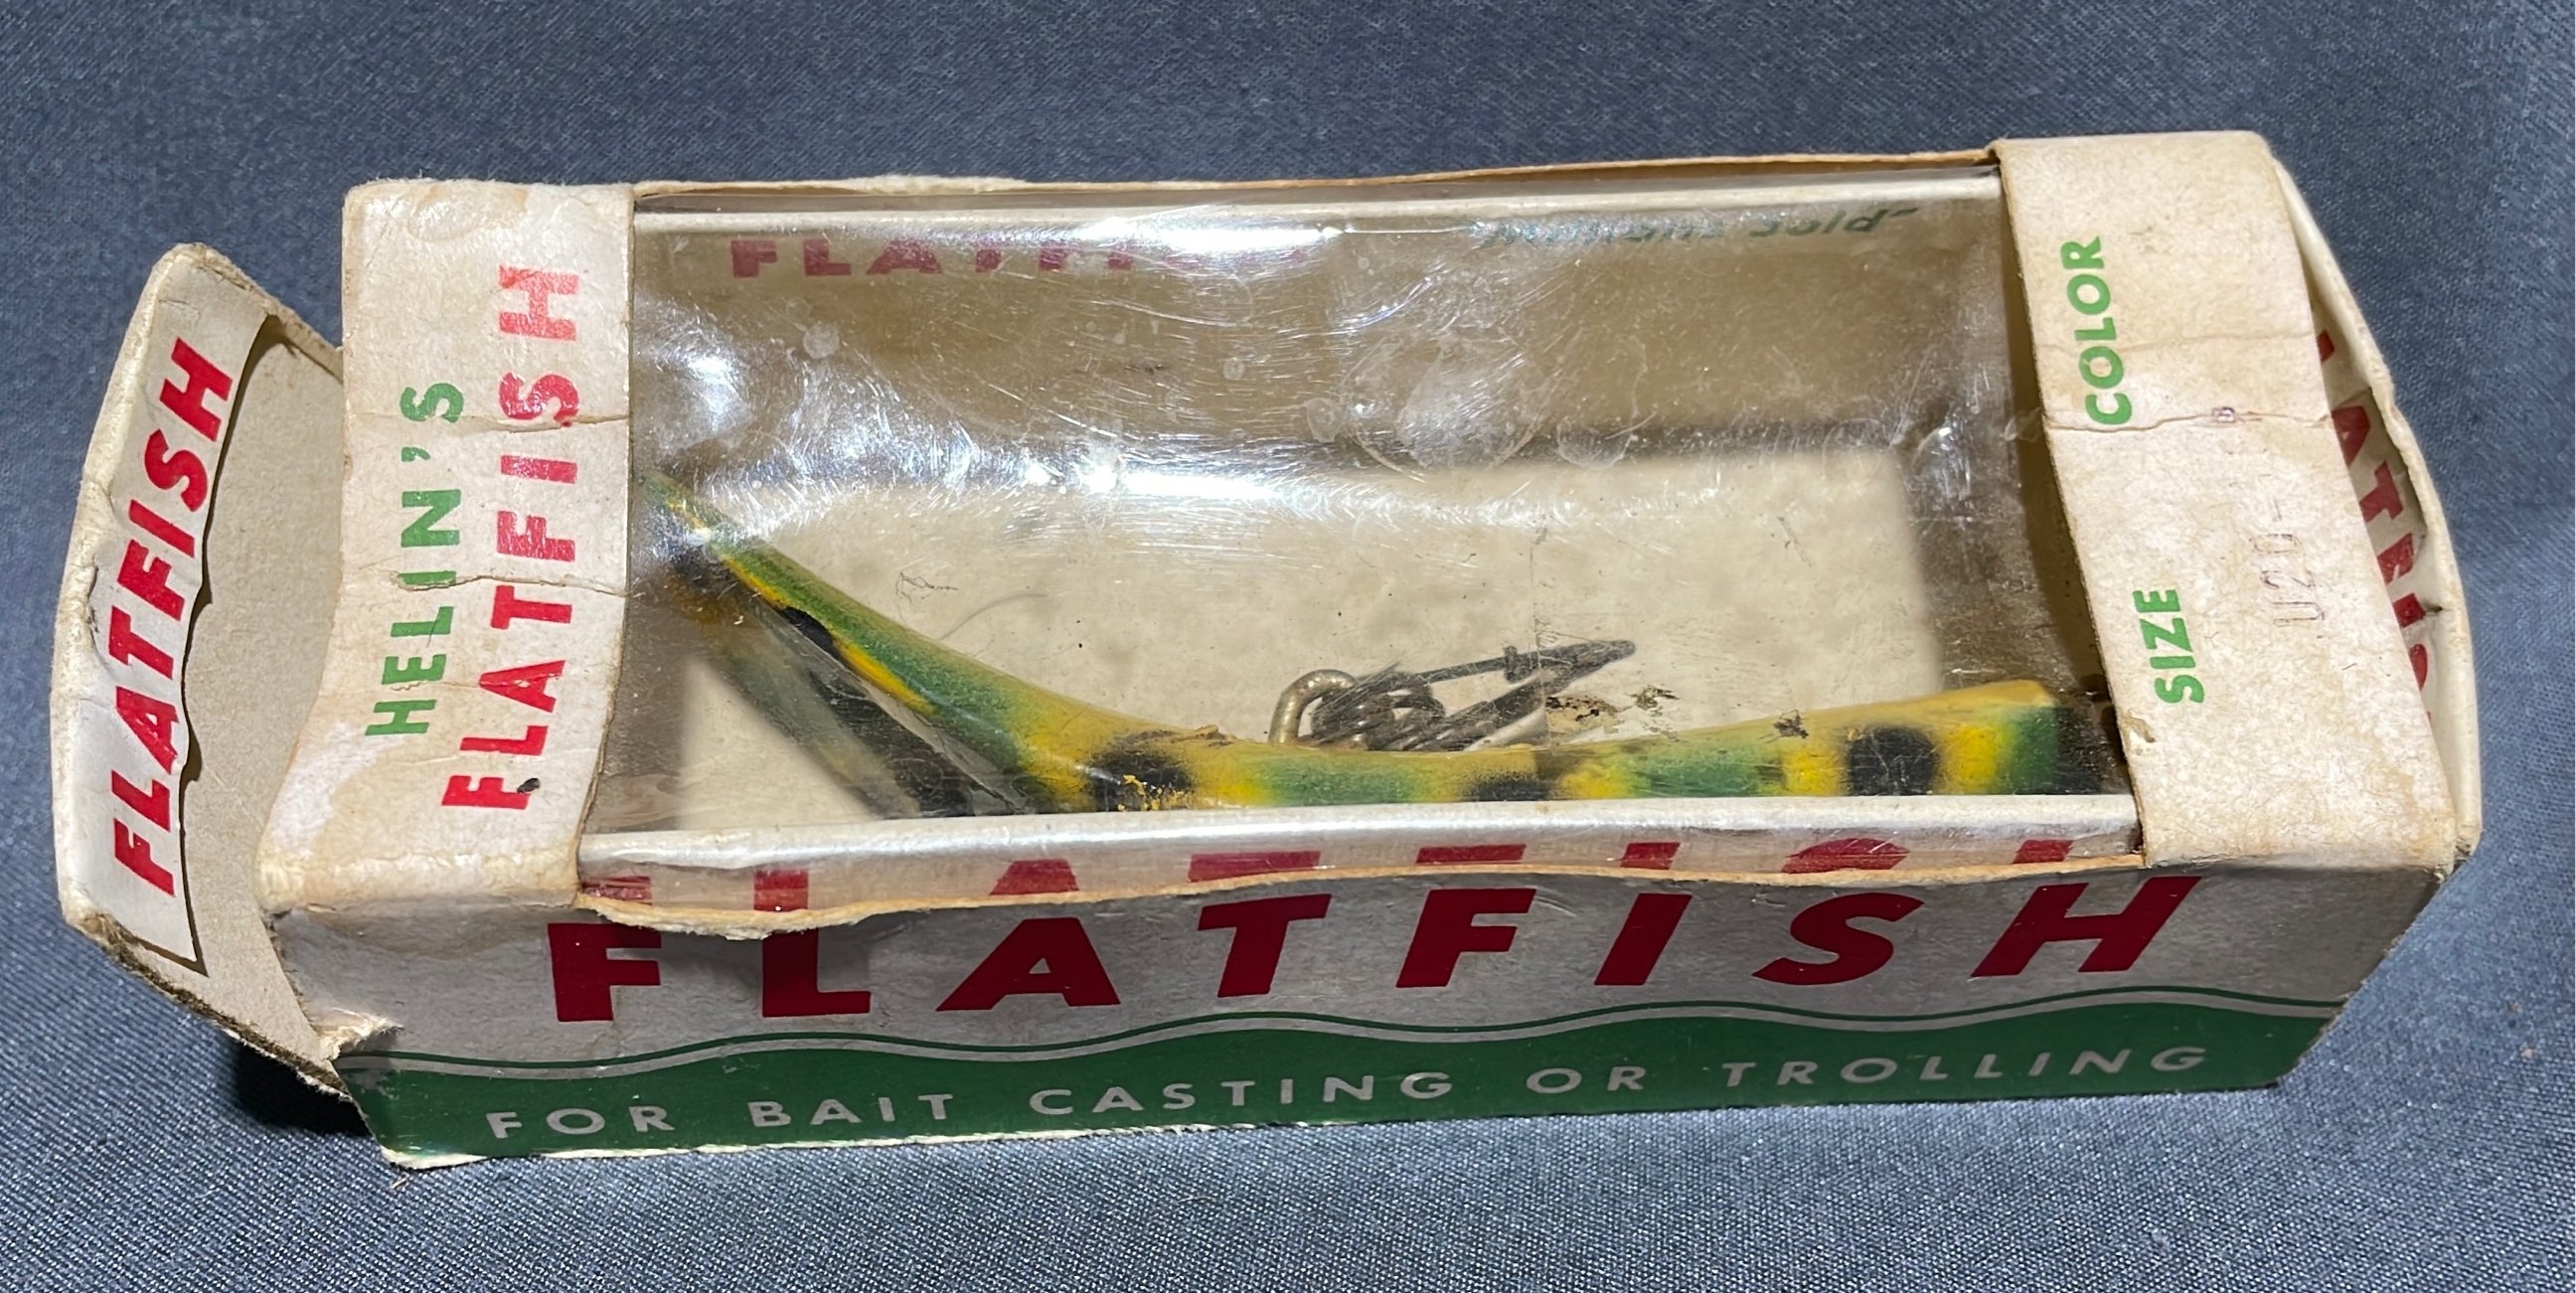 FLATFISH
HELIN'S
FLATFISH
COLOR
SIZE
U20-
FLATFISH
FOR BAIT CASTING OR TROLLING